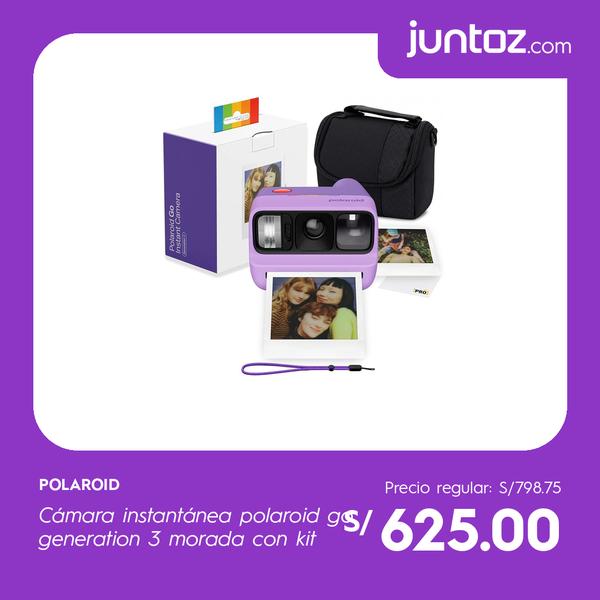 juntoz.com
Polaroid Go
Instant Camera
polaroid
PRO
POLAROID
Cámara instantánea polaroid go
generation 3 morada con kit
Precio regular: S/798.75
S/ 625.00